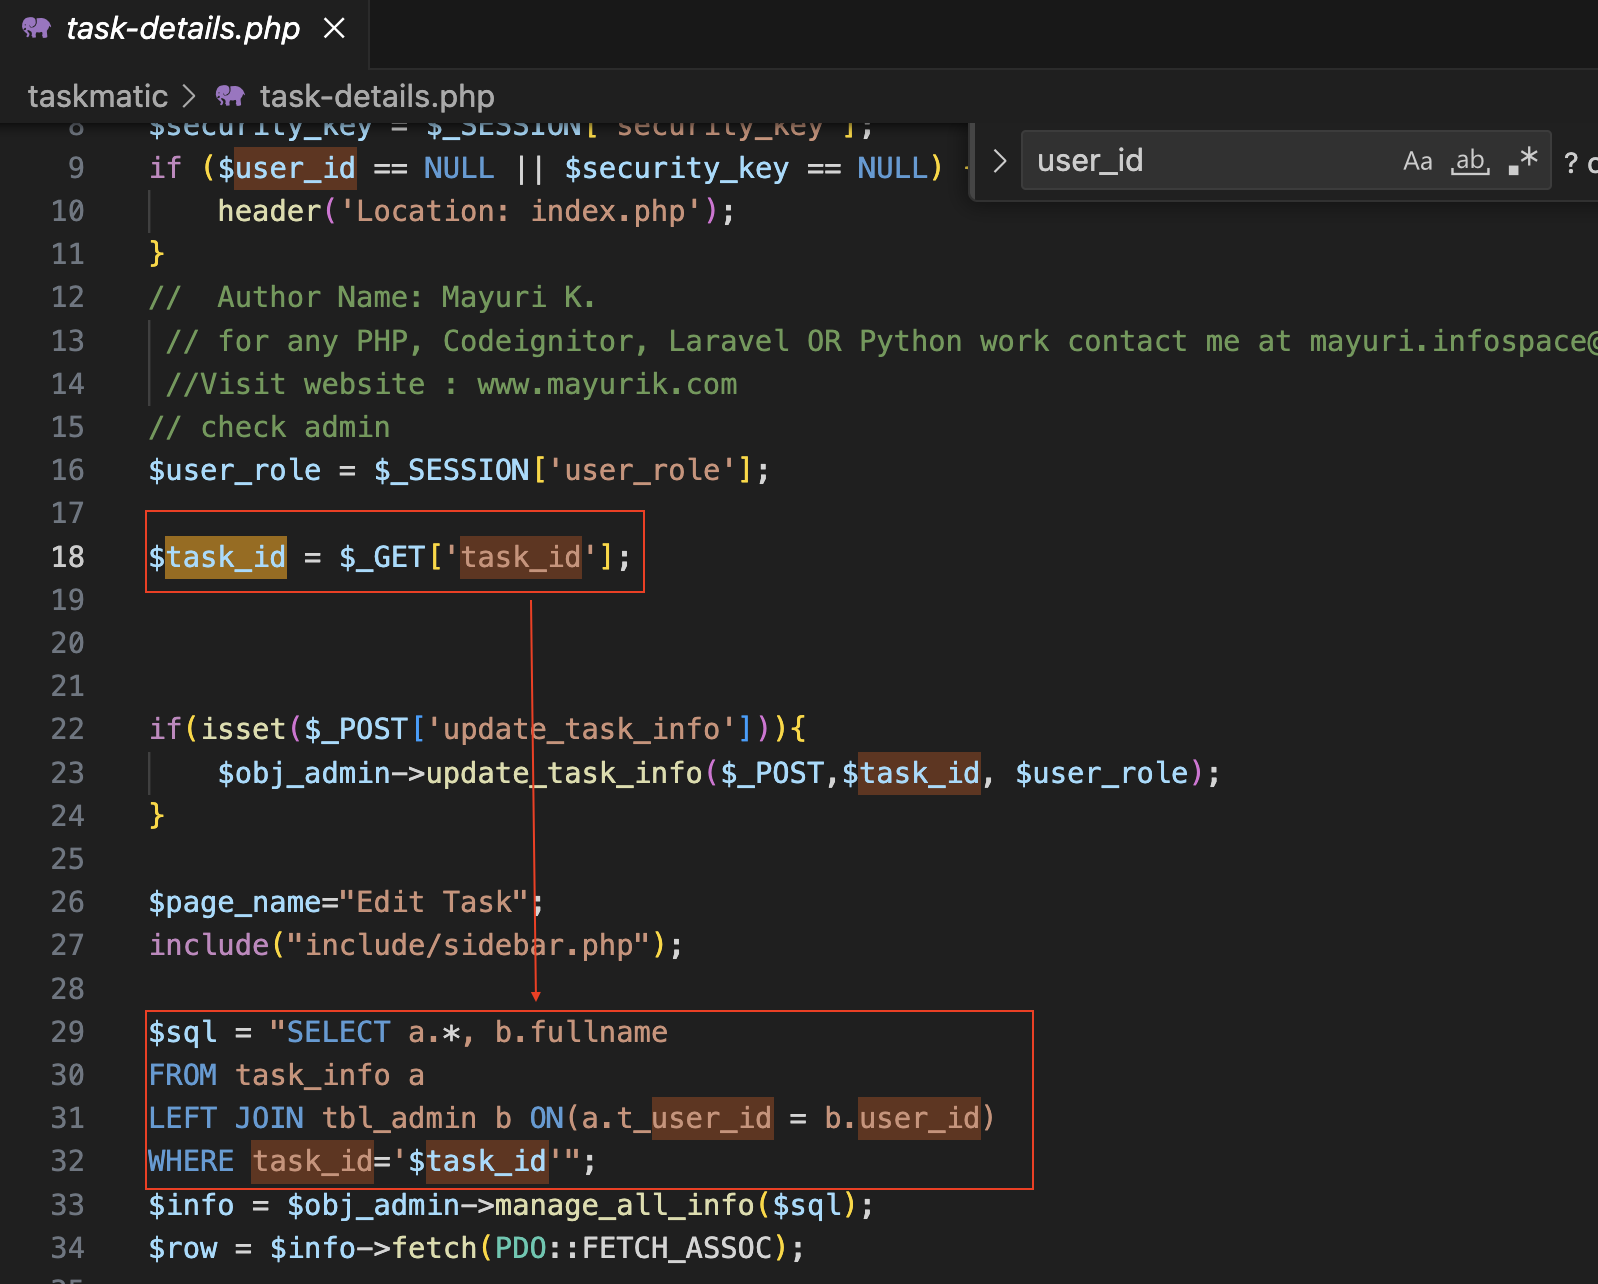 task-details.php
taskmatic > task-details.php
user_id
Aa ab .* ?
8 $security_key = $_SESSION['security_key'];
9 if ($user_id == NULL || $security_key == NULL) {
10 header('Location: index.php');
11 }
12 // Author Name: Mayuri K.
13 // for any PHP, Codeignitor, Laravel OR Python work contact me at mayuri.infospace@
14 //Visit website : www.mayurik.com
15 // check admin
16 $user_role = $_SESSION['user_role'];
17
18 $task_id = $_GET['task_id'];
19
20
21
22 if(isset($_POST['update_task_info'])){
23 $obj_admin->update_task_info($_POST,$task_id, $user_role);
24 }
25
26 $page_name="Edit Task";
27 include("include/sidebar.php");
28
29 $sql = "SELECT a.*, b.fullname
30 FROM task_info a
31 LEFT JOIN tbl_admin b ON(a.t_user_id = b.user_id)
32 WHERE task_id='$task_id'";
33 $info = $obj_admin->manage_all_info($sql);
34 $row = $info->fetch(PDO::FETCH_ASSOC);
35